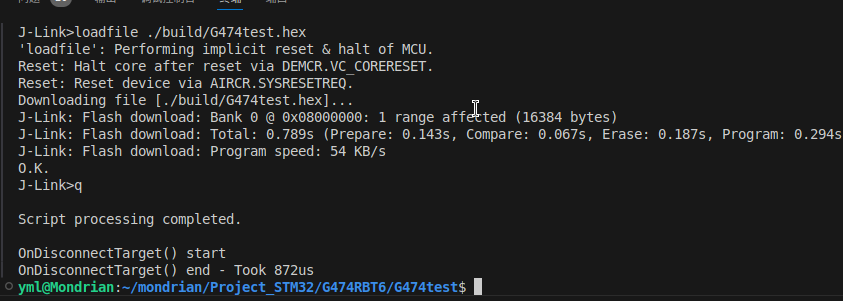 J-Link>loadfile ./build/G474test.hex
'loadfile': Performing implicit reset & halt of MCU.
Reset: Halt core after reset via DEMCR.VC_CORERESET.
Reset: Reset device via AIRCR.SYSRESETREQ.
Downloading file [./build/G474test.hex]...
J-Link: Flash download: Bank 0 @ 0x08000000: 1 range affected (16384 bytes)
J-Link: Flash download: Total: 0.789s (Prepare: 0.143s, Compare: 0.067s, Erase: 0.187s, Program: 0.294s
J-Link: Flash download: Program speed: 54 KB/s
O.K.
J-Link>q
Script processing completed.
OnDisconnectTarget() start
OnDisconnectTarget() end - Took 872us
yml@Mondrian:~/mondrian/Project_STM32/G474RBT6/G474test$